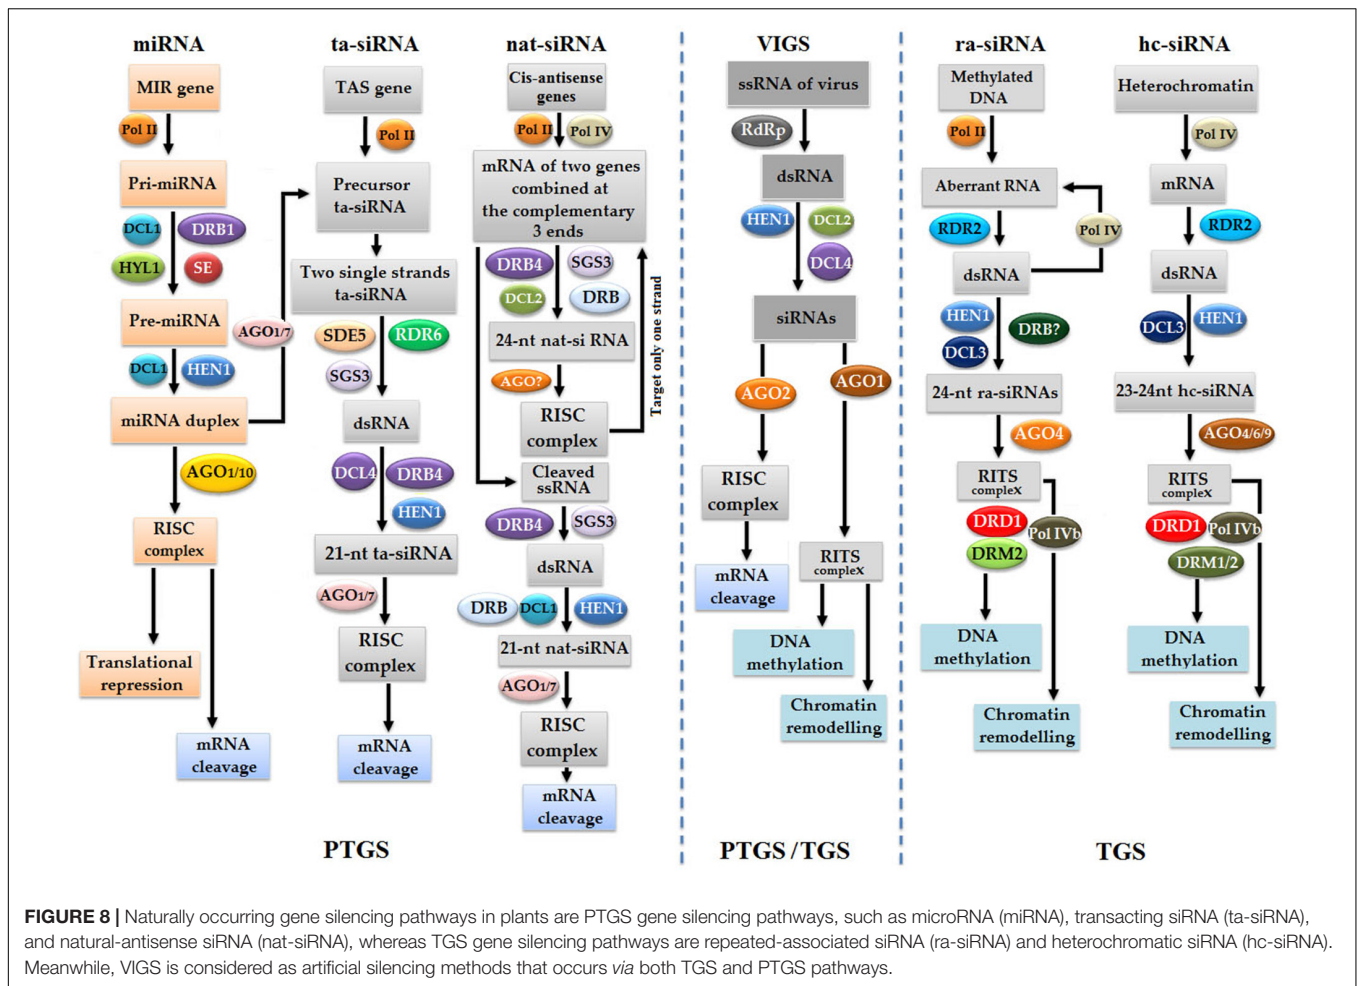 miRNA
MIR gene
Pol II
Pri-miRNA
DCL1
DRB1
HYL1
SE
Pre-miRNA
DCL1
HEN1
miRNA duplex
AGO1/10
RISC
complex
Translational
repression
mRNA
cleavage
ta-siRNA
TAS gene
Pol II
Precursor
ta-siRNA
Two single strands
ta-siRNA
AGO1/7
SDE5
RDR6
SGS3
dsRNA
DCL4
DRB4
HEN1
21-nt ta-siRNA
AGO1/7
RISC
complex
mRNA
cleavage
nat-siRNA
Cis-antisense
genes
Pol II
Pol IV
mRNA of two genes
combined at
the complementary
3 ends
DRB4
SGS3
DCL2
DRB
24-nt nat-si RNA
AGO?
RISC
complex
Target only one strand
Cleaved
ssRNA
DRB4
SGS3
dsRNA
DRB
DCL1
HEN1
21-nt nat-siRNA
AGO1/7
RISC
complex
mRNA
cleavage
PTGS
VIGS
ssRNA of virus
RdRp
dsRNA
HEN1
DCL2
DCL4
siRNAs
AGO2
AGO1
RISC
complex
mRNA
cleavage
RITS
complex
DNA
methylation
Chromatin
remodelling
PTGS / TGS
ra-siRNA
Methylated
DNA
Pol II
Aberrant RNA
RDR2
Pol IV
dsRNA
HEN1
DRB?
DCL3
24-nt ra-siRNAs
AGO4
RITS
complex
DRD1
Pol IVb
DRM2
DNA
methylation
Chromatin
remodelling
hc-siRNA
Heterochromatin
Pol IV
mRNA
RDR2
dsRNA
DCL3
HEN1
23-24nt hc-siRNA
AGO4/6/9
RITS
complex
DRD1
Pol IVb
DRM1/2
DNA
methylation
Chromatin
remodelling
TGS
FIGURE 8 | Naturally occurring gene silencing pathways in plants are PTGS gene silencing pathways, such as microRNA (miRNA), transacting siRNA (ta-siRNA),
and natural-antisense siRNA (nat-siRNA), whereas TGS gene silencing pathways are repeated-associated siRNA (ra-siRNA) and heterochromatic siRNA (hc-siRNA).
Meanwhile, VIGS is considered as artificial silencing methods that occurs via both TGS and PTGS pathways.